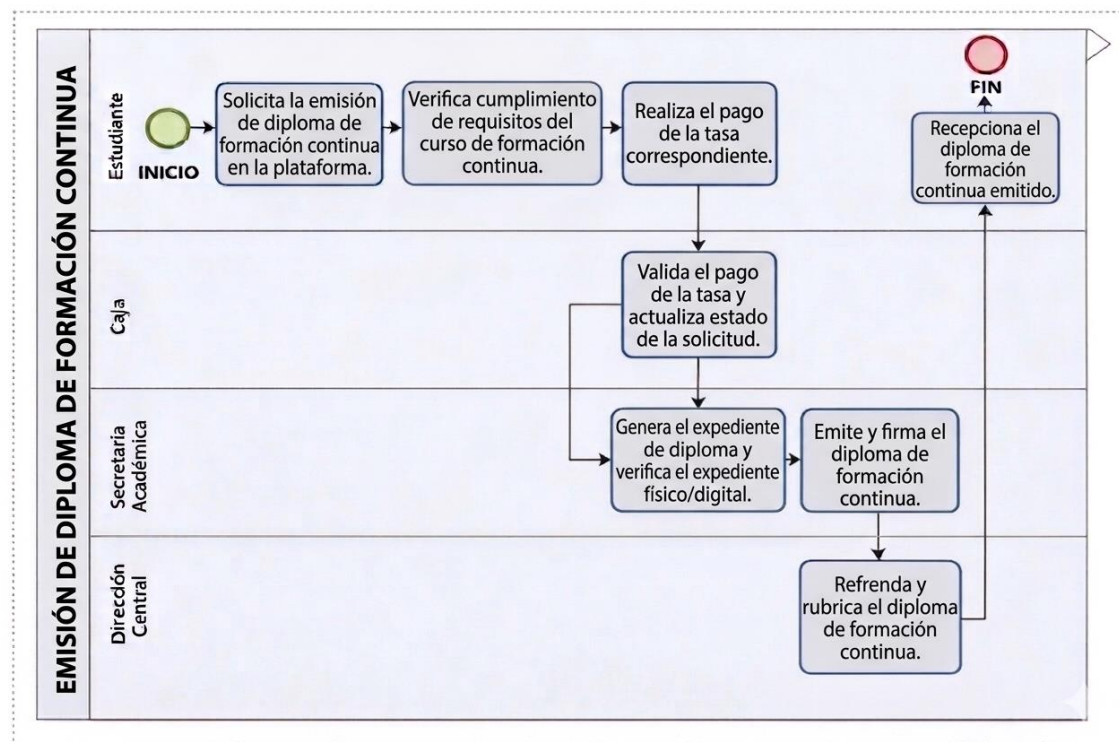 EMISIÓN DE DIPLOMA DE FORMACIÓN CONTINUA
Estudiante
INICIO
Solicita la emisión
de diploma de
formación continua
en la plataforma.
Verifica cumplimiento
de requisitos del
curso de formación
continua.
Realiza el pago
de la tasa
correspondiente.
FIN
Recepciona el
diploma de
formación
continua emitido.
Caja
Valida el pago
de la tasa y
actualiza estado
de la solicitud.
Secretaria
Académica
Genera el expediente
de diploma y
verifica el expediente
físico/digital.
Emite y firma el
diploma de
formación
continua.
Dirección
Central
Refrenda y
rubrica el diploma
de formación
continua.